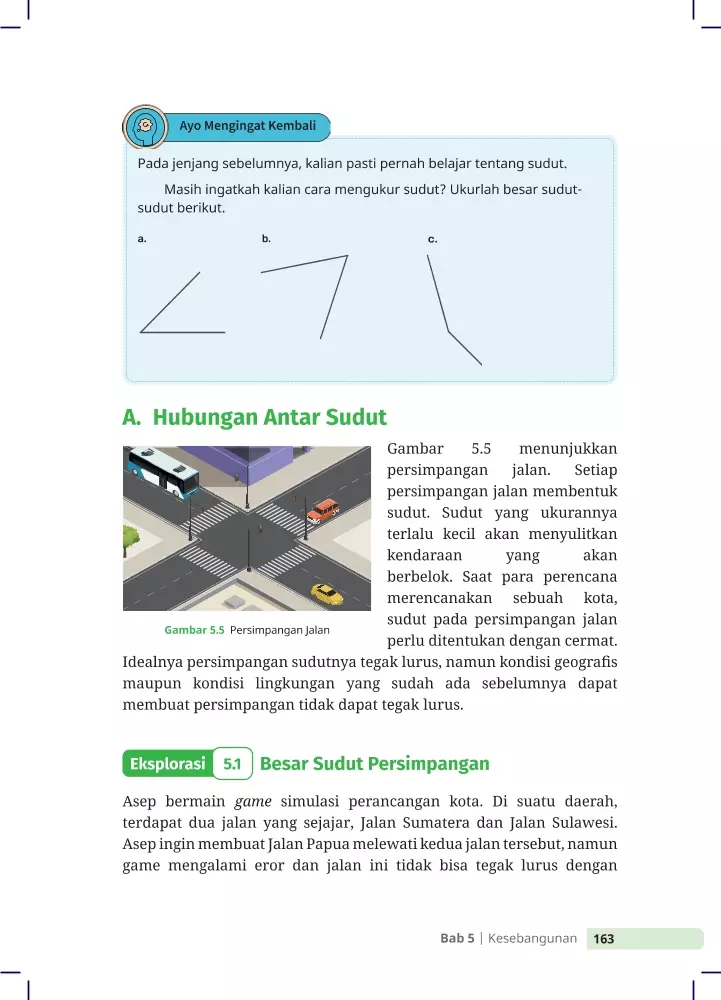 Ayo Mengingat Kembali
Pada jenjang sebelumnya, kalian pasti pernah belajar tentang sudut.
Masih ingatkah kalian cara mengukur sudut? Ukurlah besar sudut-
sudut berikut.
a.
b.
c.
A. Hubungan Antar Sudut
Gambar 5.5 menunjukkan
persimpangan jalan. Setiap
persimpangan jalan membentuk
sudut. Sudut yang ukurannya
terlalu kecil akan menyulitkan
kendaraan yang akan
berbelok. Saat para perencana
merencanakan sebuah kota,
sudut pada persimpangan jalan
perlu ditentukan dengan cermat.
Gambar 5.5 Persimpangan Jalan
Idealnya persimpangan sudutnya tegak lurus, namun kondisi geografis
maupun kondisi lingkungan yang sudah ada sebelumnya dapat
membuat persimpangan tidak dapat tegak lurus.
Eksplorasi 5.1 Besar Sudut Persimpangan
Asep bermain game simulasi perancangan kota. Di suatu daerah,
terdapat dua jalan yang sejajar, Jalan Sumatera dan Jalan Sulawesi.
Asep ingin membuat Jalan Papua melewati kedua jalan tersebut, namun
game mengalami eror dan jalan ini tidak bisa tegak lurus dengan
Bab 5 | Kesebangunan 163